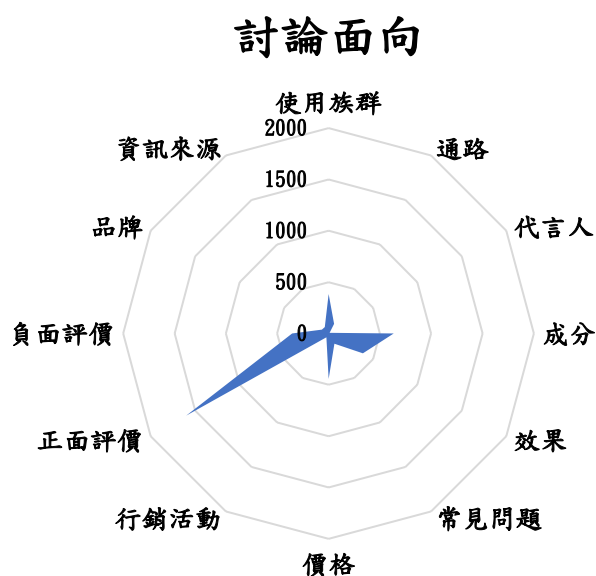 討論面向
使用族群
2000
資訊來源
通路
1500
品牌
1000
代言人
500
負面評價
0
成分
正面評價
效果
行銷活動
常見問題
價格